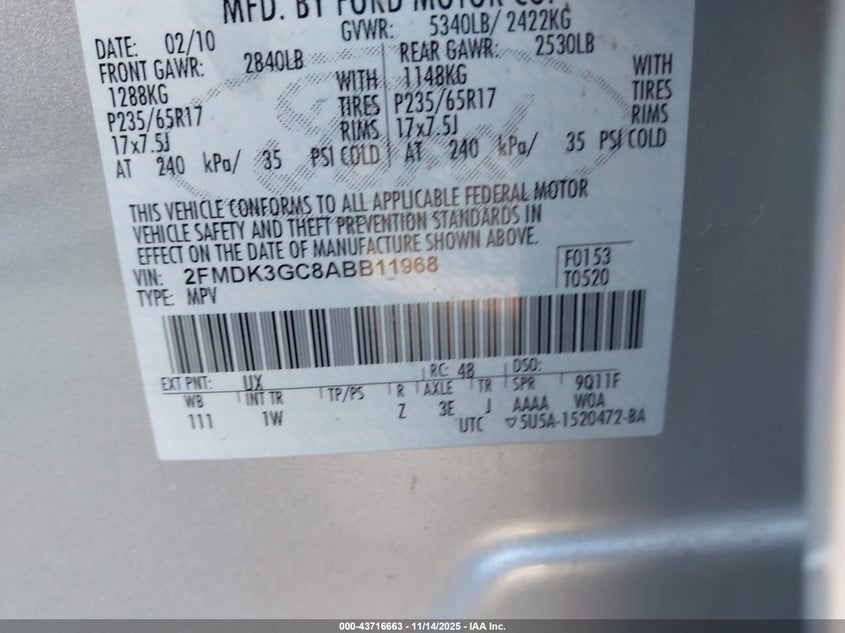 MFD. BY FORD MOTOR CO.
DATE: 02/10 GVWR: 5340LB/ 2422KG
FRONT GAWR: 2840LB REAR GAWR: 2530LB
1288KG WITH 1148KG WITH
P235/65R17 TIRES P235/65R17 TIRES
17x7.5J RIMS 17x7.5J RIMS
AT 240 kPa/ 35 PSI COLD AT 240 kPa/ 35 PSI COLD
THIS VEHICLE CONFORMS TO ALL APPLICABLE FEDERAL MOTOR
VEHICLE SAFETY AND THEFT PREVENTION STANDARDS IN
EFFECT ON THE DATE OF MANUFACTURE SHOWN ABOVE.
VIN: 2FMDK3GC8ABB11968 F0153
TYPE: MPV T0520
EXT PNT: UX RC: 48 DSO:
WB INT TR TP/PS R AXLE TR SPR 9Q11F
111 1W Z 3E J AAAA W0A
UTC ▽5U5A-1520472-BA
000-43716663 — 11/14/2025 — IAA Inc.